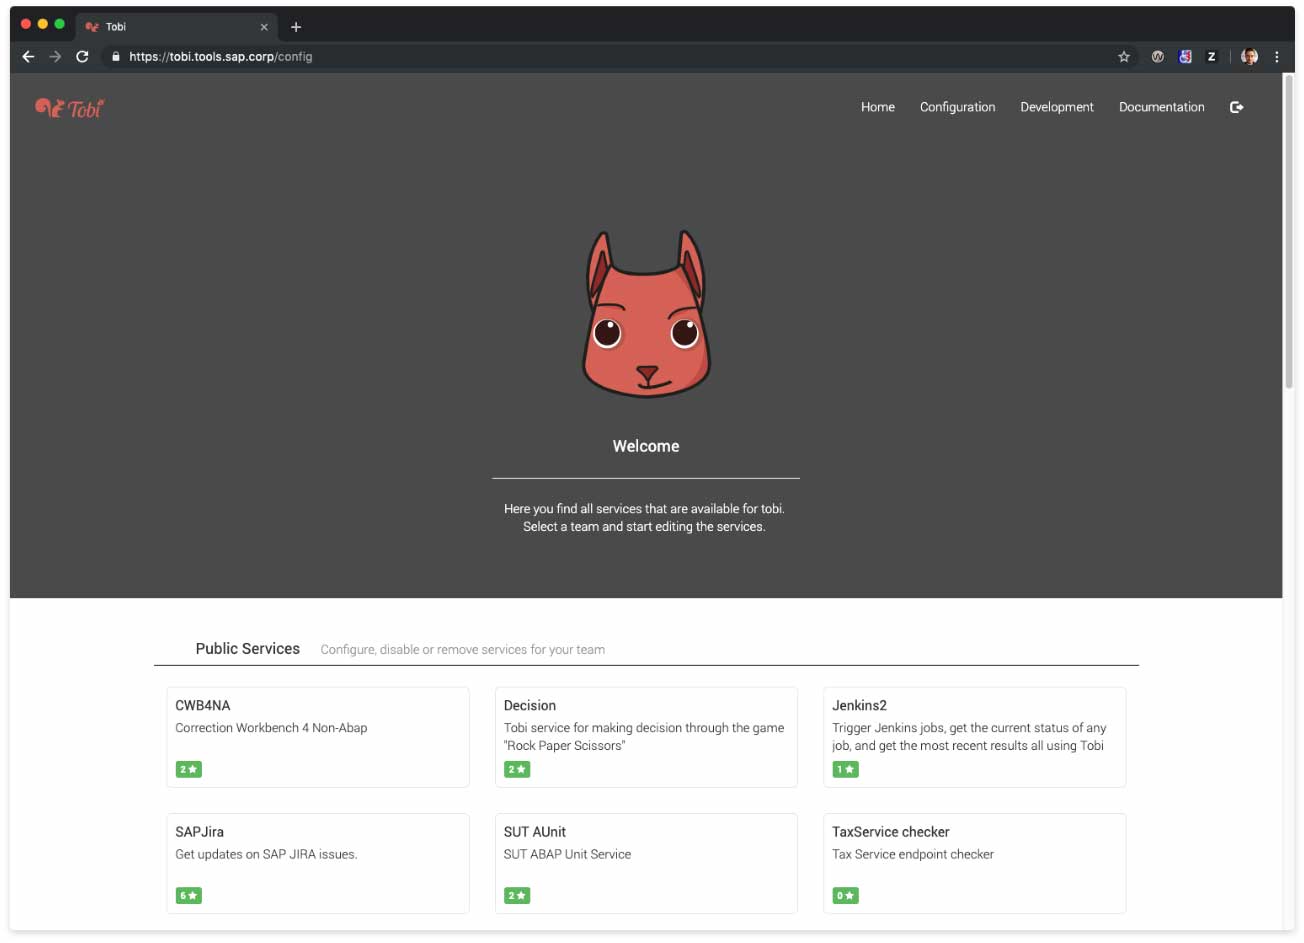 Tobi
https://tobi.tools.sap.corp/config
Z
Tobi
Home
Configuration
Development
Documentation
Welcome
Here you find all services that are available for tobi.
Select a team and start editing the services.
Public Services
Configure, disable or remove services for your team
CWB4NA
Correction Workbench 4 Non-Abap
2
Decision
Tobi service for making decision through the game
"Rock Paper Scissors"
2
Jenkins2
Trigger Jenkins jobs, get the current status of any
job, and get the most recent results all using Tobi
1
SAPJira
Get updates on SAP JIRA issues.
6
SUT AUnit
SUT ABAP Unit Service
2
TaxService checker
Tax Service endpoint checker
0